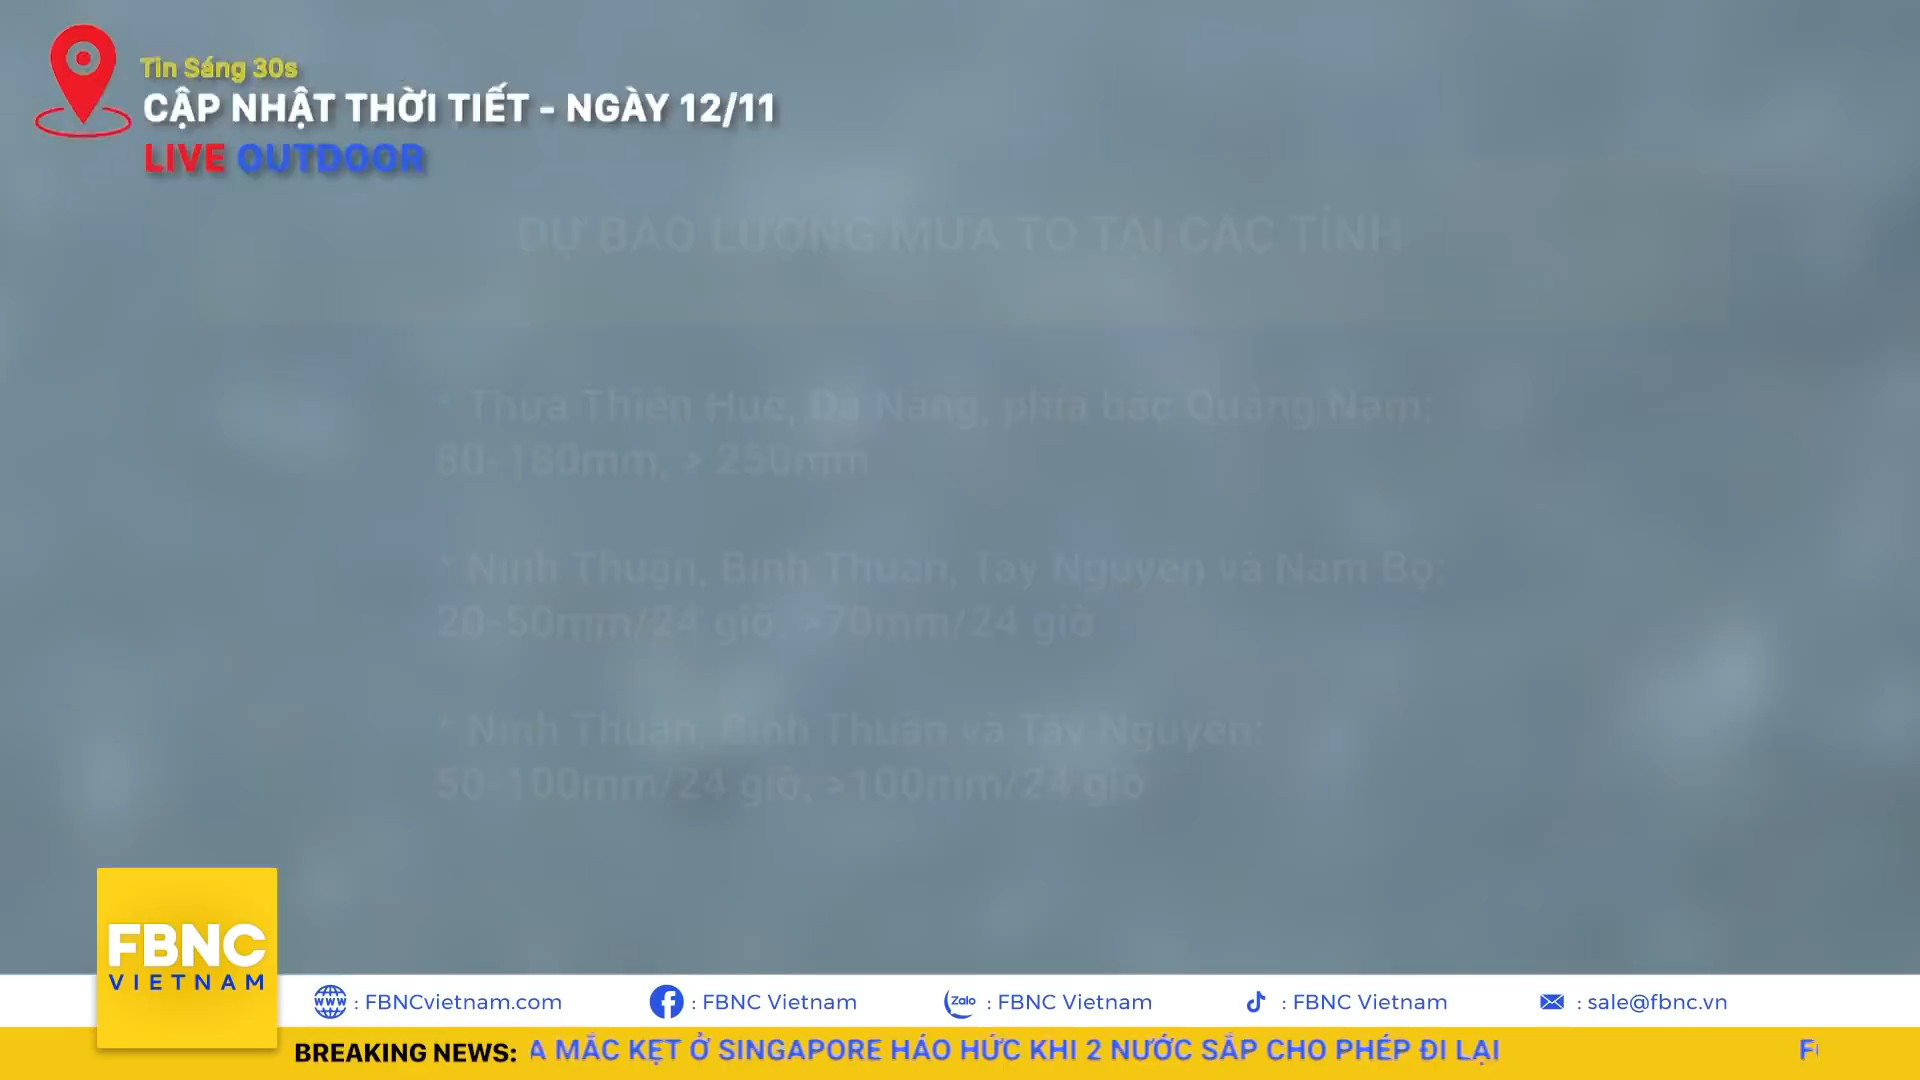 Tin Sáng 30s
CẬP NHẬT THỜI TIẾT - NGÀY 12/11
LIVE OUTDOOR
DỰ BÁO LƯỢNG MƯA TO TẠI CÁC TỈNH
* Thừa Thiên Huế, Đà Nẵng, phía bắc Quảng Nam:
80-180mm, > 250mm
* Ninh Thuận, Bình Thuận, Tây Nguyên và Nam Bộ:
20-50mm/24 giờ, >70mm/24 giờ
* Ninh Thuận, Bình Thuận và Tây Nguyên:
50-100mm/24 giờ, >100mm/24 giờ
FBNC
VIETNAM
www : FBNCvietnam.com
: FBNC Vietnam
Zalo : FBNC Vietnam
: FBNC Vietnam
: sale@fbnc.vn
BREAKING NEWS: A MẮC KẸT Ở SINGAPORE HÁO HỨC KHI 2 NƯỚC SẮP CHO PHÉP ĐI LẠI